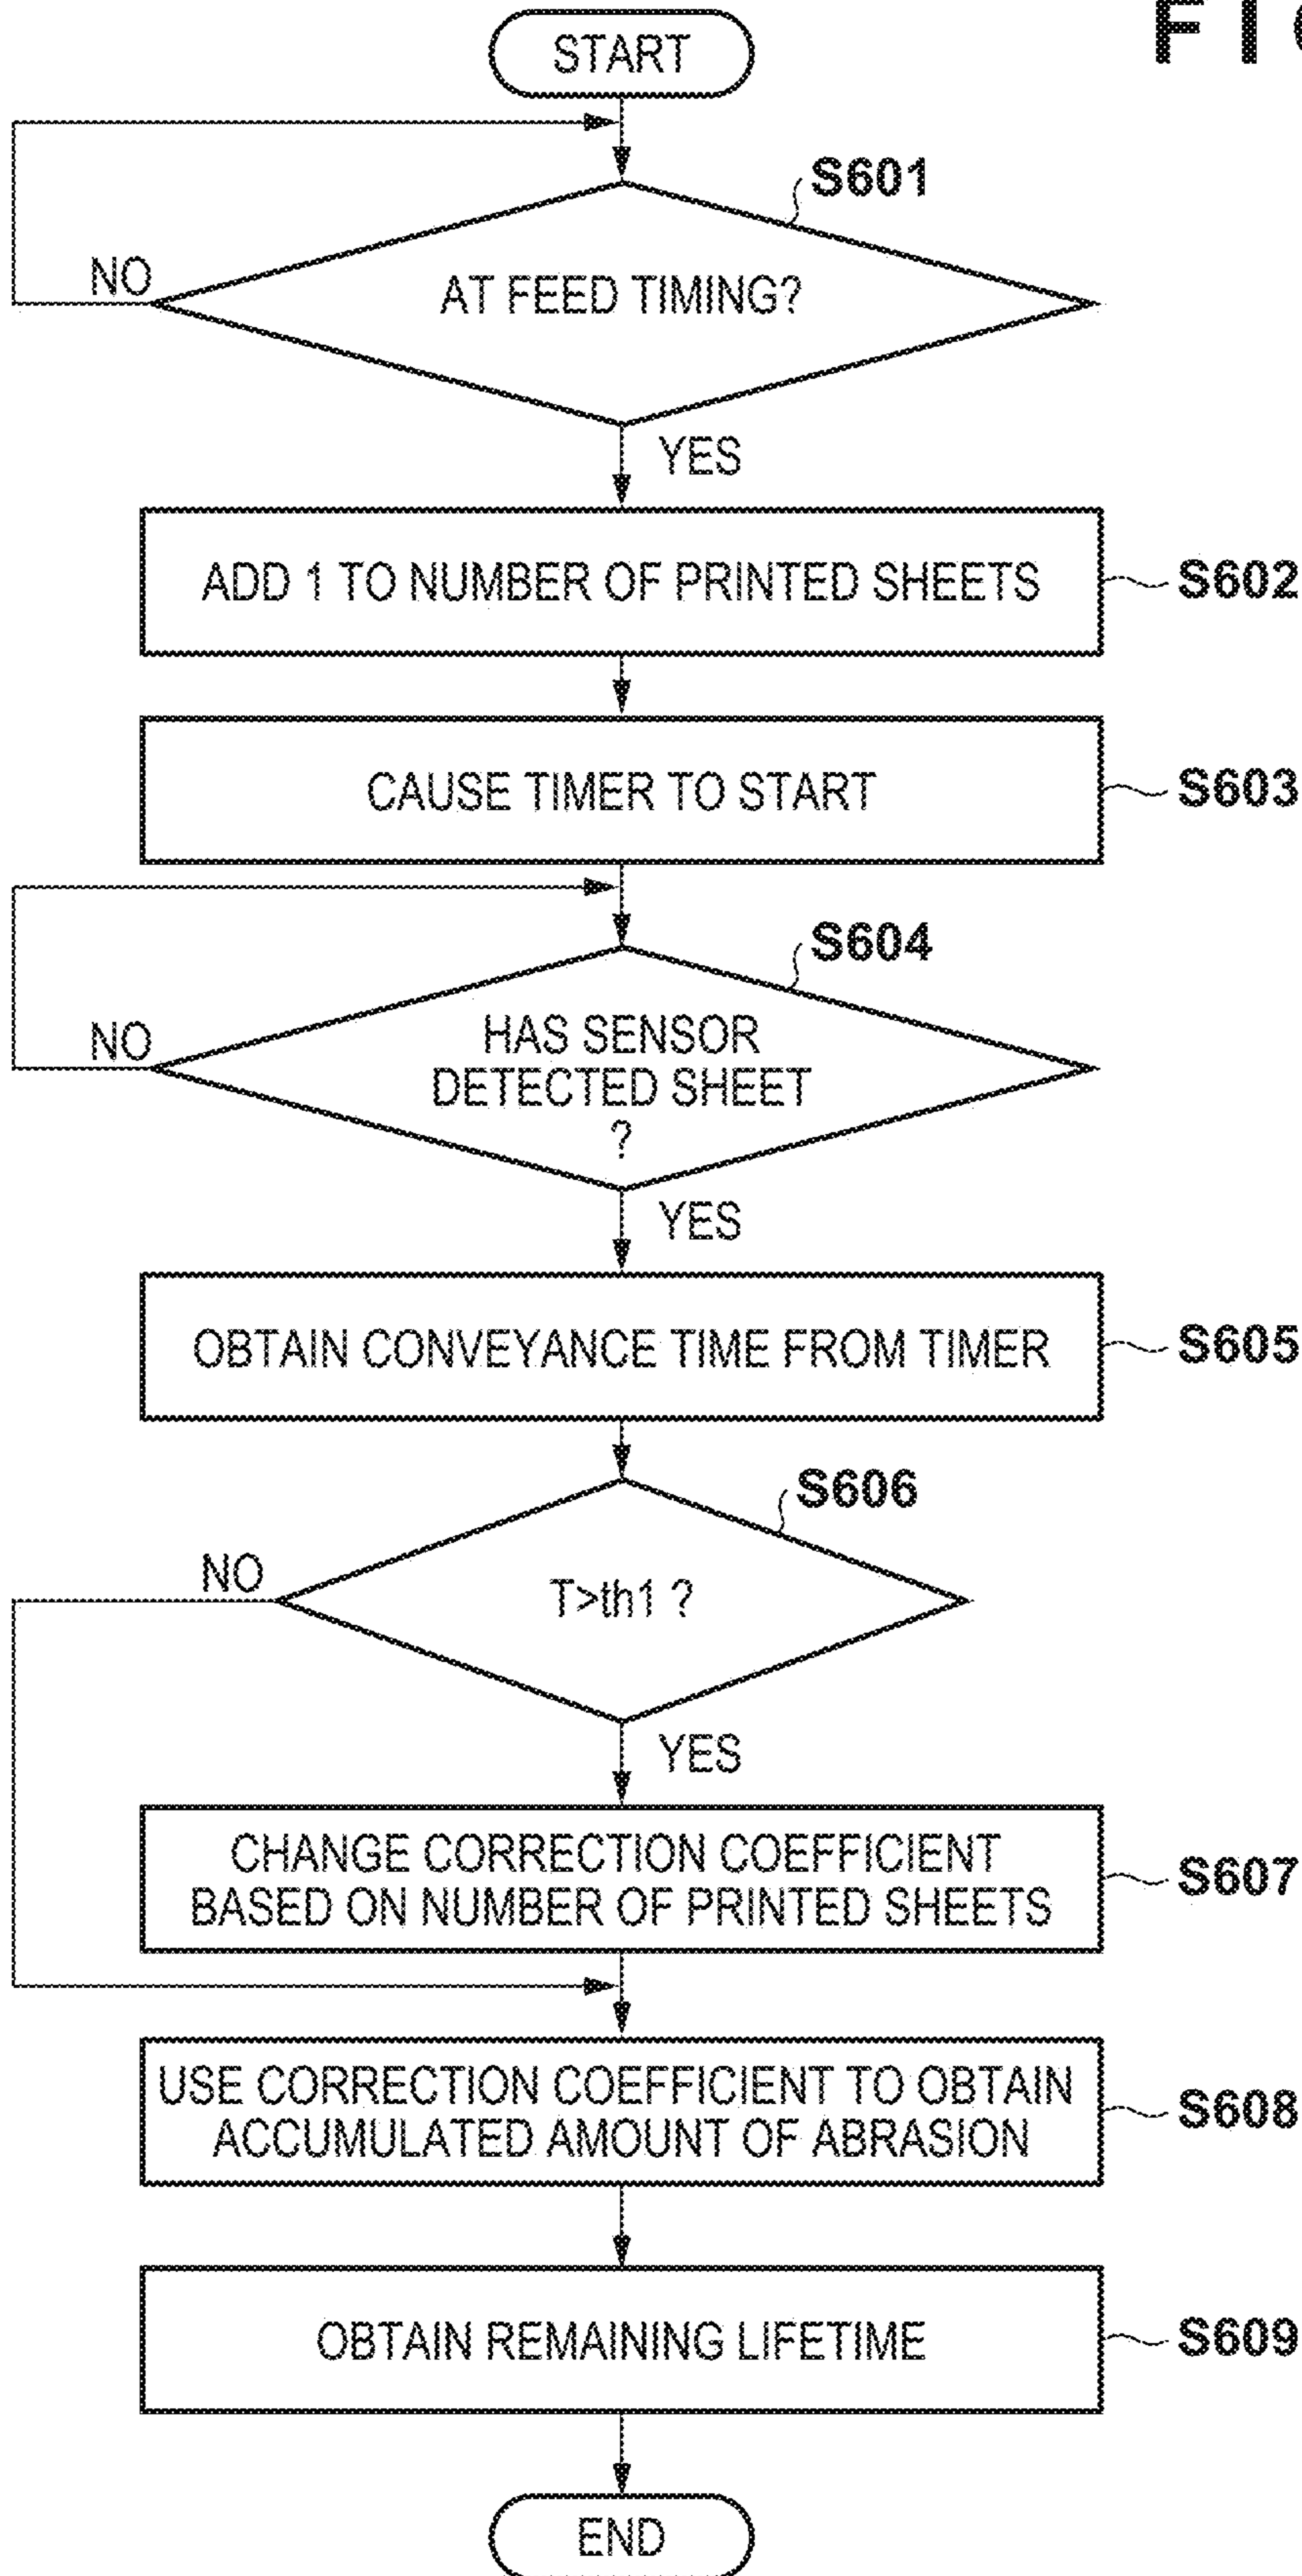 F I
START
S601
NO
AT FEED TIMING?
YES
ADD 1 TO NUMBER OF PRINTED SHEETS
S602
CAUSE TIMER TO START
S603
S604
NO
HAS SENSOR
DETECTED SHEET
?
YES
OBTAIN CONVEYANCE TIME FROM TIMER
S605
S606
NO
T>th1 ?
YES
CHANGE CORRECTION COEFFICIENT
BASED ON NUMBER OF PRINTED SHEETS
S607
USE CORRECTION COEFFICIENT TO OBTAIN
ACCUMULATED AMOUNT OF ABRASION
S608
OBTAIN REMAINING LIFETIME
S609
END